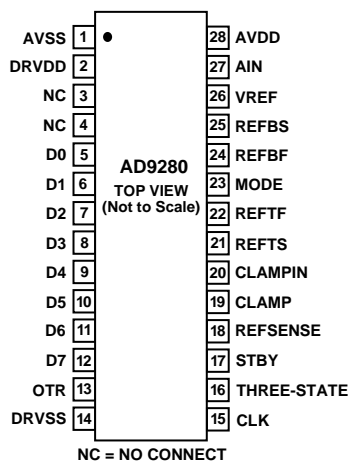 AVSS 1 28 AVDD
DRVDD 2 27 AIN
NC 3 26 VREF
NC 4 25 REFBS
D0 5 24 REFBF
D1 6 23 MODE
D2 7 22 REFTF
D3 8 21 REFTS
D4 9 20 CLAMPIN
D5 10 19 CLAMP
D6 11 18 REFSENSE
D7 12 17 STBY
OTR 13 16 THREE-STATE
DRVSS 14 15 CLK
AD9280
TOP VIEW
(Not to Scale)
NC = NO CONNECT